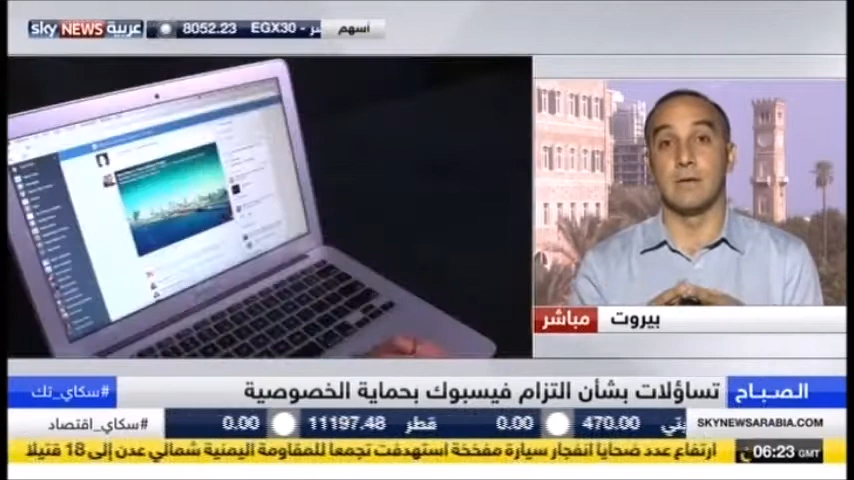 sky NEWS عربية
8052.23 EGX30 -
أسهم
مباشر
بيروت
الصباح
تساؤلات بشأن التزام فيسبوك بحماية الخصوصية
#سكاي_تك
#سكاي_اقتصاد
0.00
11197.48
قطر
0.00
470.00
SKYNEWSARABIA.COM
ارتفاع عدد ضحايا انفجار سيارة مفخخة استهدفت تجمعا للمقاومة اليمنية شمالي عدن إلى 18 قتيلا
06:23 GMT